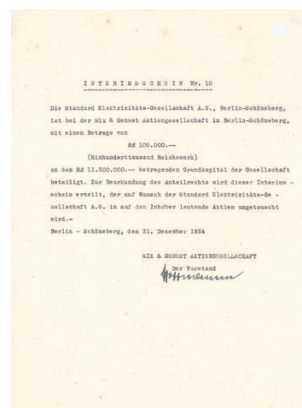 INTERIMSSCHEIN Nr. 10
Die Standard Elektrizitäts-Gesellschaft A.G., Berlin-Schöneberg,
ist bei der Mix & Genest Aktiengesellschaft in Berlin-Schöneberg,
mit einem Betrage von
RM 100.000.--
(Einhunderttausend Reichsmark)
an dem RM 11.200.000.-- betragenden Grundkapital der Gesellschaft
beteiligt. Zur Beurkundung des Anteilrechts wird dieser Interims -
schein erteilt, der auf Wunsch der Standard Elektrizitäts-Ge -
sellschaft A.G. in auf den Inhaber lautende Aktien umgetauscht
wird.-
Berlin - Schöneberg, den 31. Dezember 1934
MIX & GENEST AKTIENGESELLSCHAFT
Der Vorstand